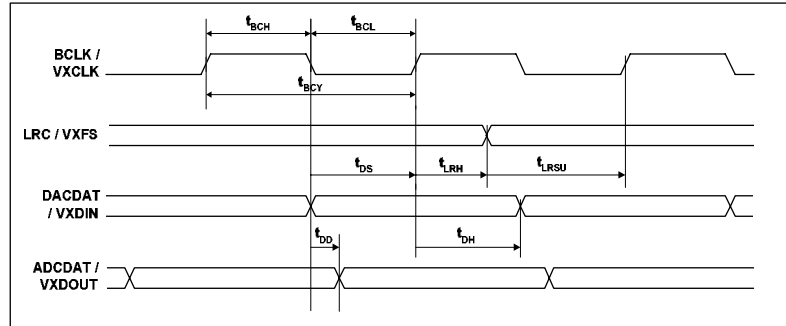 tBCH
tBCL
BCLK /
VXCLK
tBCY
LRC / VXFS
tDS
tLRH
tLRSU
DACDAT
/ VXDIN
tDD
tDH
ADCDAT /
VXDOUT